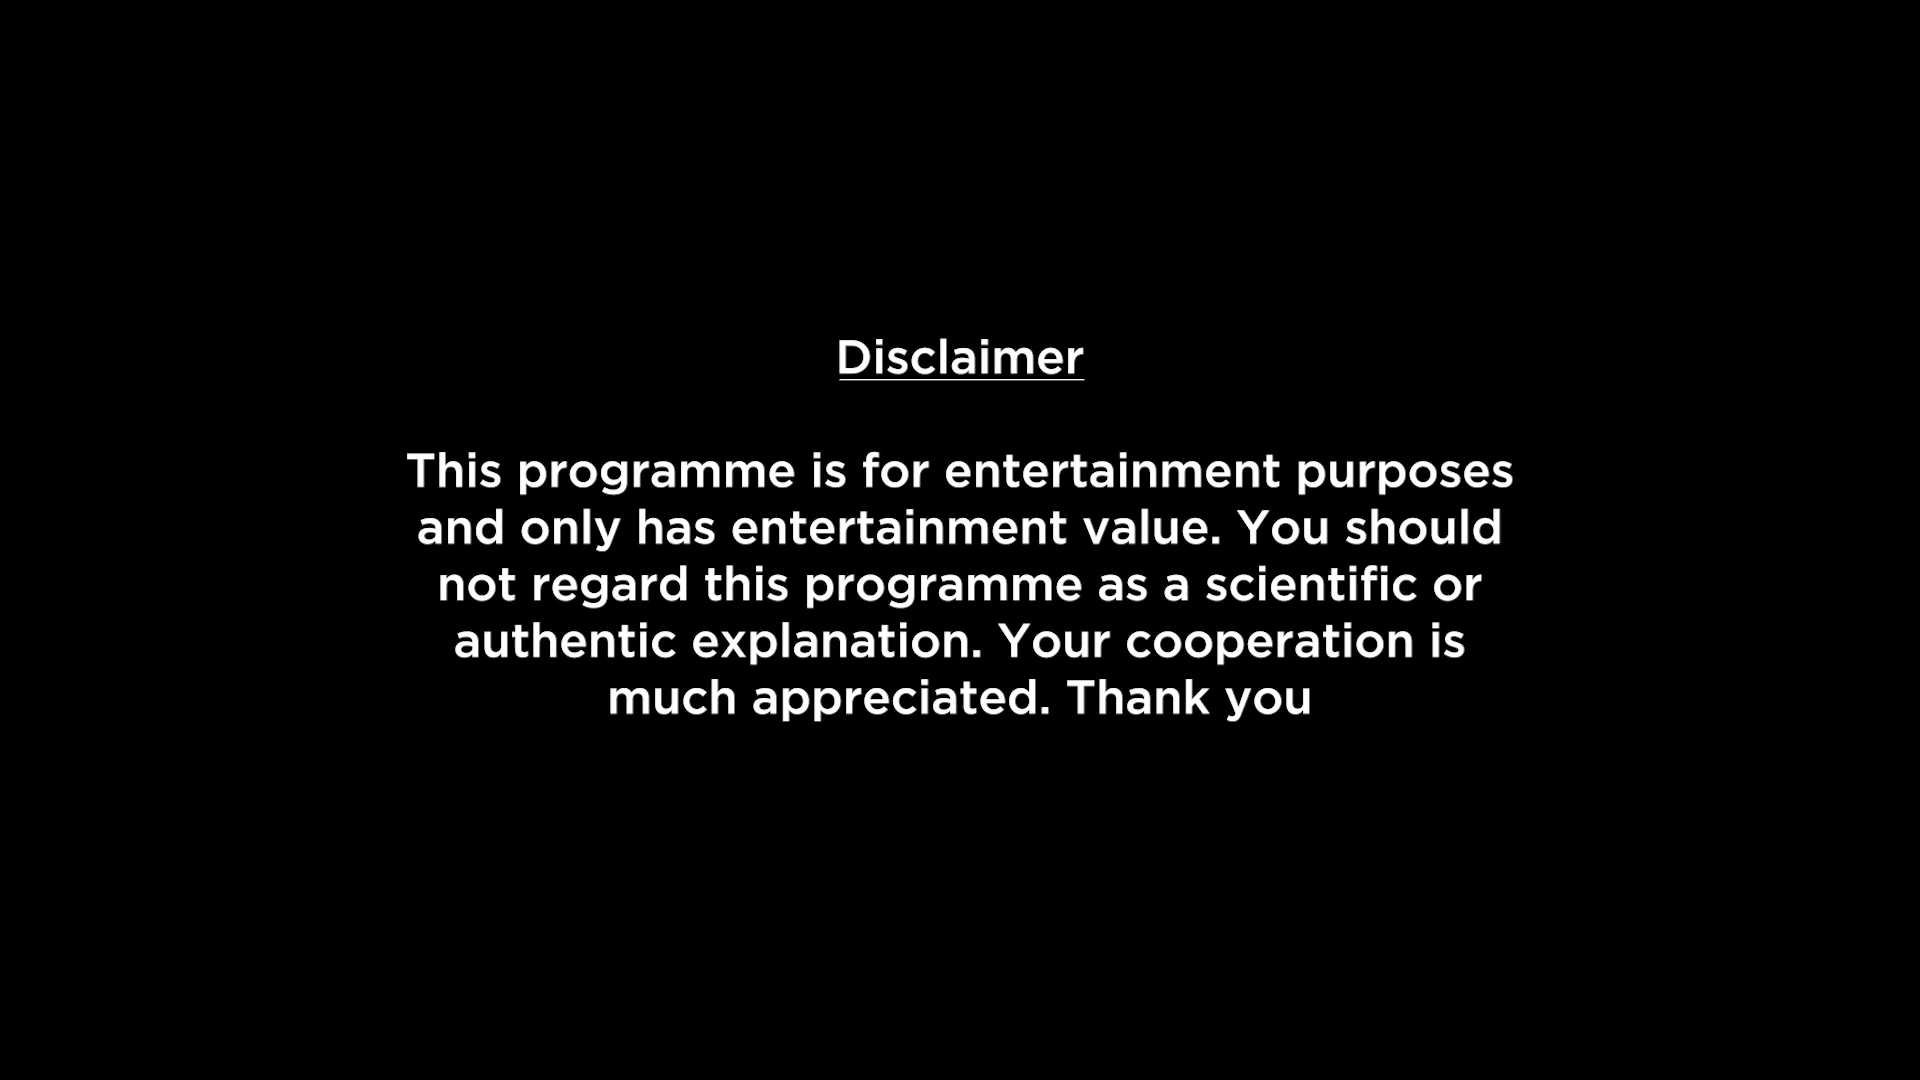 Disclaimer
This programme is for entertainment purposes
and only has entertainment value. You should
not regard this programme as a scientific or
authentic explanation. Your cooperation is
much appreciated. Thank you